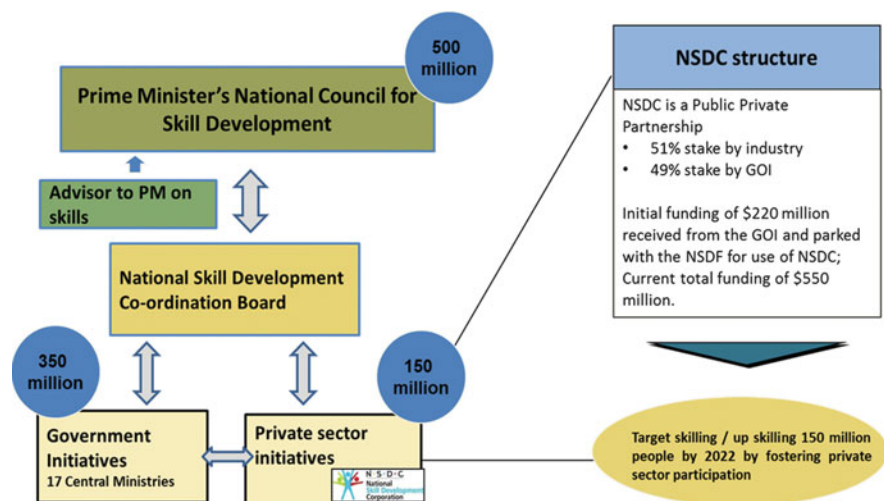 500
million
Prime Minister's National Council for
Skill Development
Advisor to PM on
skills
National Skill Development
Co-ordination Board
350
million
150
million
Government
Initiatives
17 Central Ministries
Private sector
initiatives
N·S·D·C
National
Skill Development
Corporation
NSDC structure
NSDC is a Public Private
Partnership
• 51% stake by industry
• 49% stake by GOI
Initial funding of $220 million
received from the GOI and parked
with the NSDF for use of NSDC;
Current total funding of $550
million.
Target skilling / up skilling 150 million
people by 2022 by fostering private
sector participation